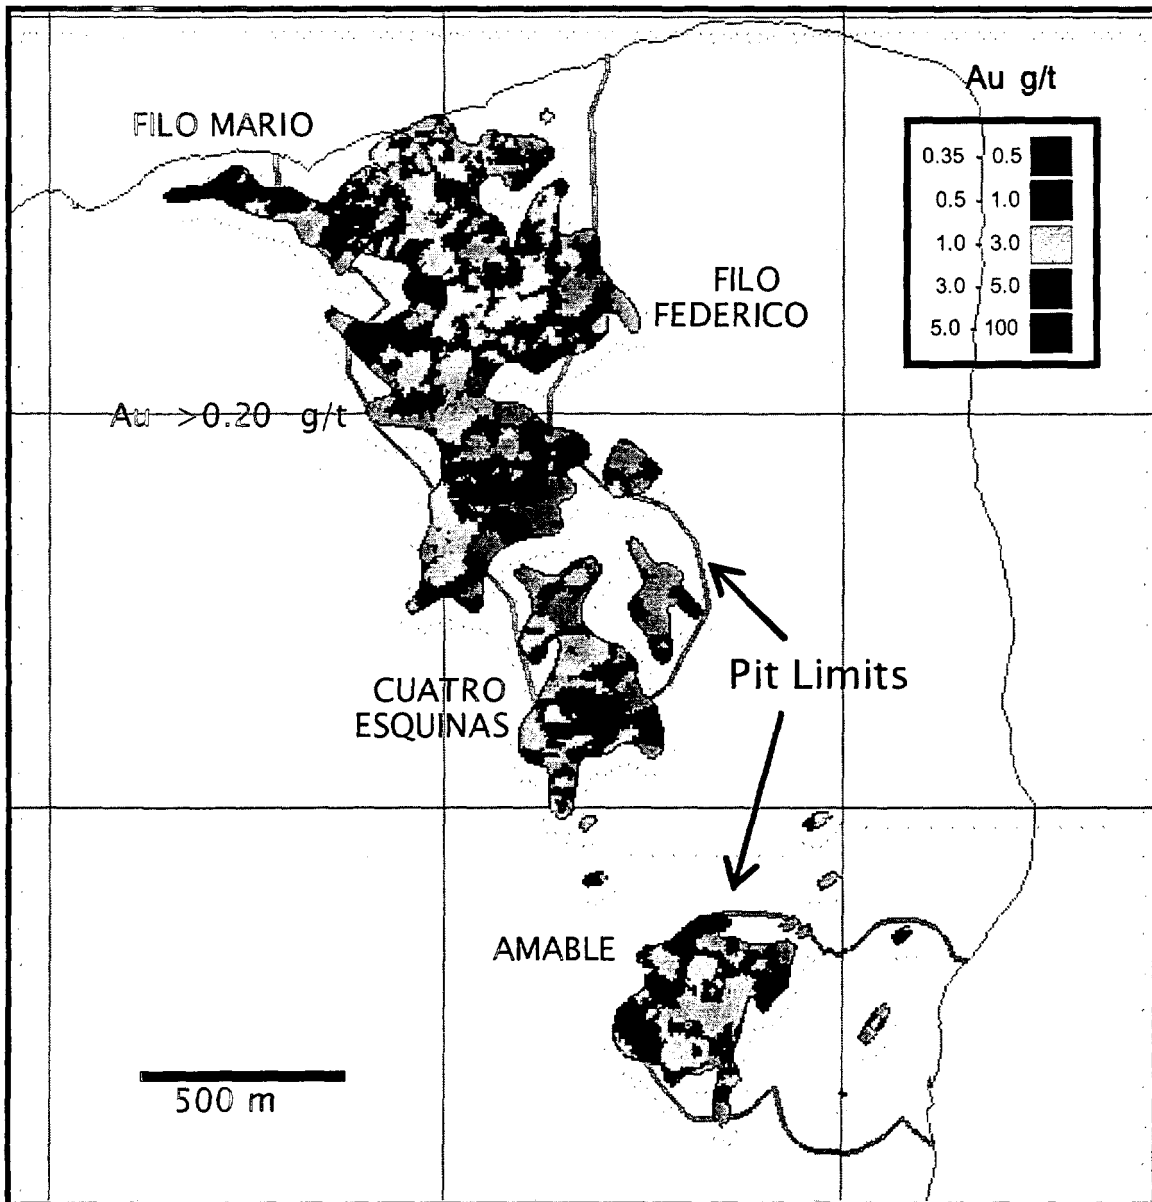 Au g/t
0.35 - 0.5
0.5 - 1.0
1.0 - 3.0
3.0 - 5.0
5.0 - 100
FILO MARIO
FILO
FEDERICO
Au >0.20 g/t
CUATRO
ESQUINAS
Pit Limits
AMABLE
500 m